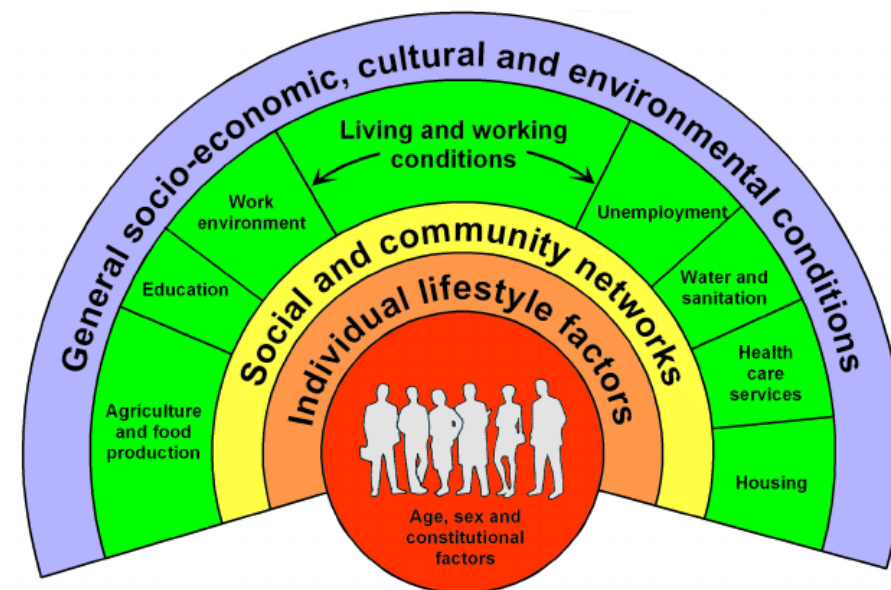 General socio-economic, cultural and environmental conditions
Living and working
conditions
Work
environment
Unemployment
Education
Water and
sanitation
Agriculture
and food
production
Health
care
services
Housing
Social and community networks
Individual lifestyle factors
Age, sex and
constitutional
factors